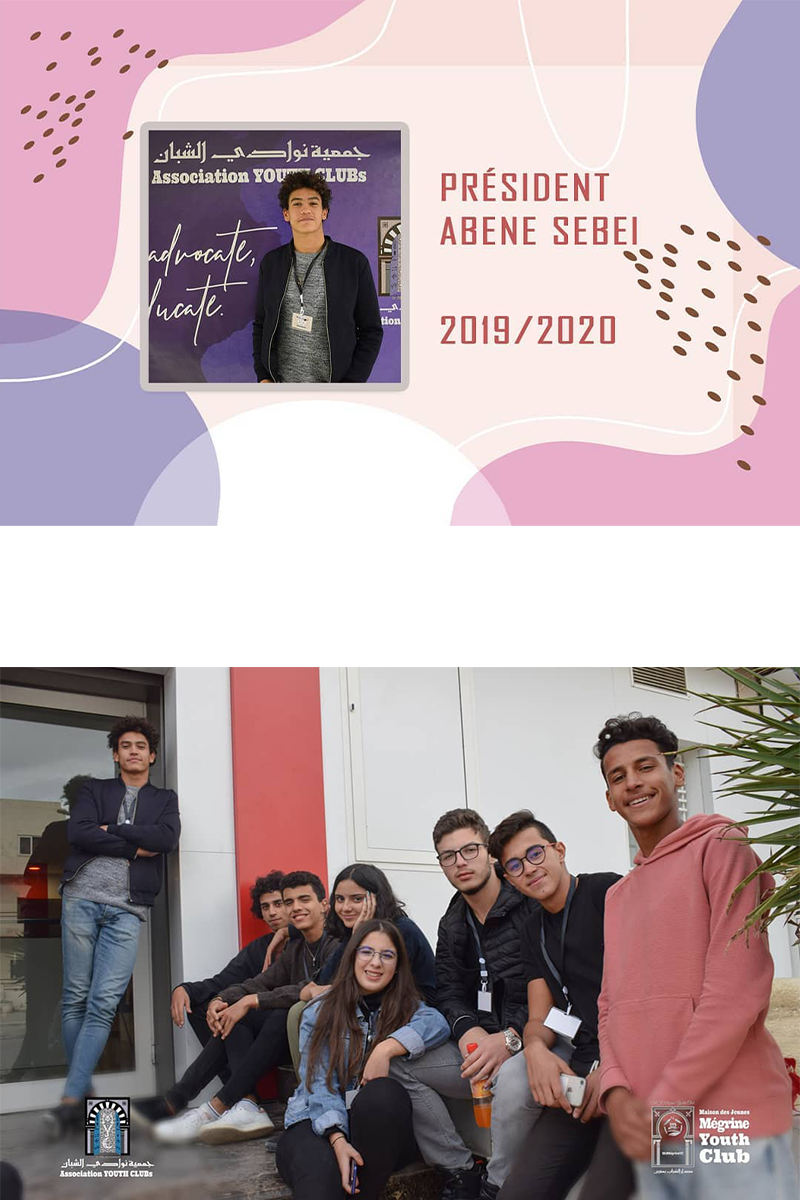 جمعية نوادي الشبان
Association YOUTH CLUBs
advocate,
ducate.
PRÉSIDENT
ABENE SEBEI
2019/2020
جمعية نوادي الشبان
Association YOUTH CLUBs
Maison des Jeunes
Mégrine
Youth
Club